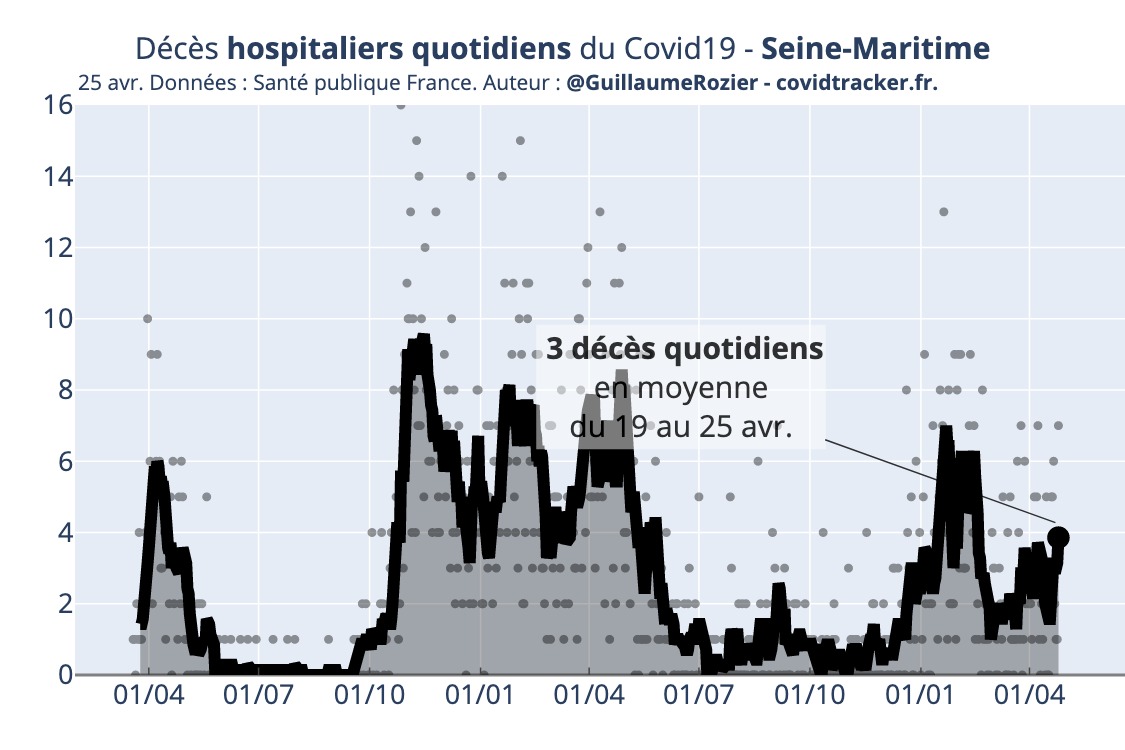 Décès hospitaliers quotidiens du Covid19 - Seine-Maritime
25 avr. Données : Santé publique France. Auteur : @GuillaumeRozier - covidtracker.fr.
16
14
12
10
8
6
4
2
0
3 décès quotidiens
en moyenne
du 19 au 25 avr.
01/04 01/07 01/10 01/01 01/04 01/07 01/10 01/01 01/04